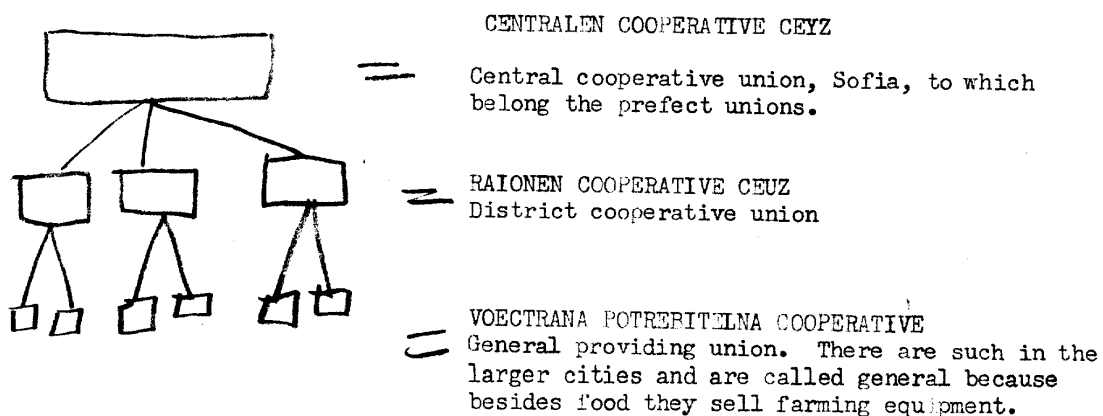 CENTRALEN COOPERATIVE CEYZ
Central cooperative union, Sofia, to which
belong the prefect unions.
RAIONEN COOPERATIVE CEUZ
District cooperative union
VOECTRANA POTREBITELNA COOPERATIVE
General providing union. There are such in the
larger cities and are called general because
besides food they sell farming equipment.